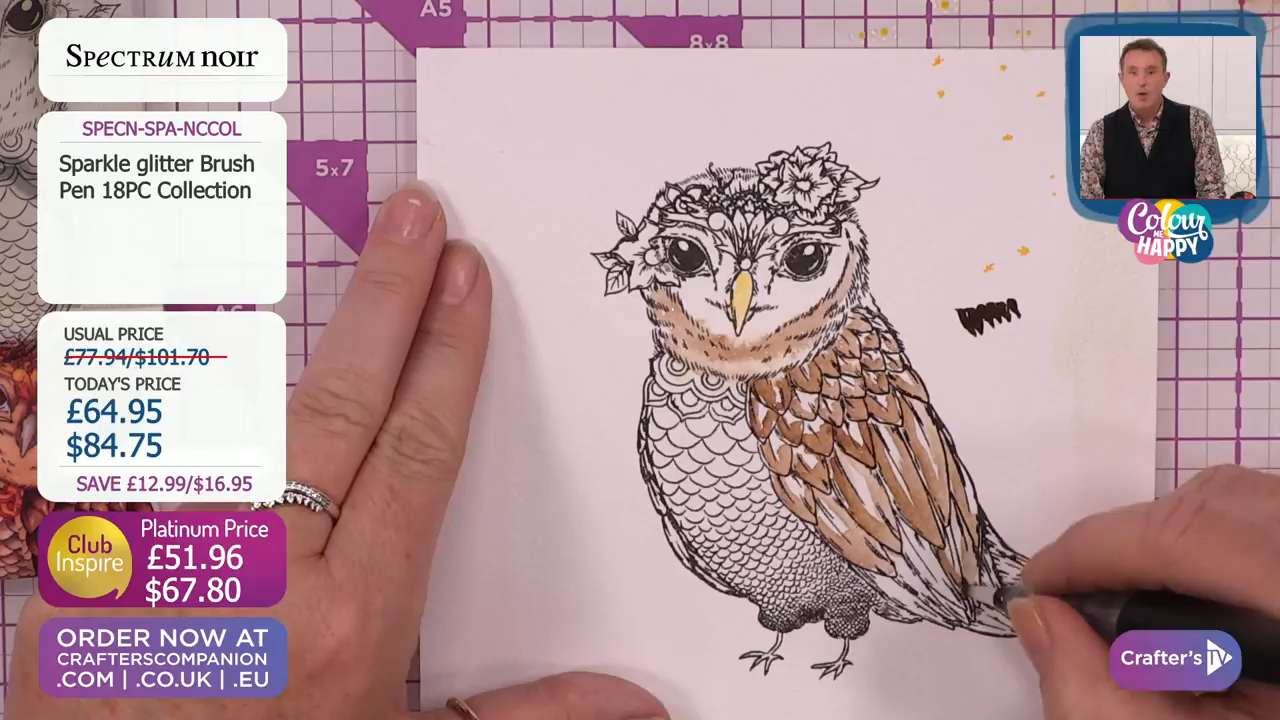 SPECTRUM NOIR
SPECN-SPA-NCCOL
Sparkle glitter Brush
Pen 18PC Collection
USUAL PRICE
£77.94/$101.70
TODAY'S PRICE
£64.95
$84.75
SAVE £12.99/$16.95
Club
Inspire
Platinum Price
£51.96
$67.80
ORDER NOW AT
CRAFTERSCOMPANION
.COM | .CO.UK | .EU
A5
8x8
5x7
Colour
ME
HAPPY
Crafter's TV